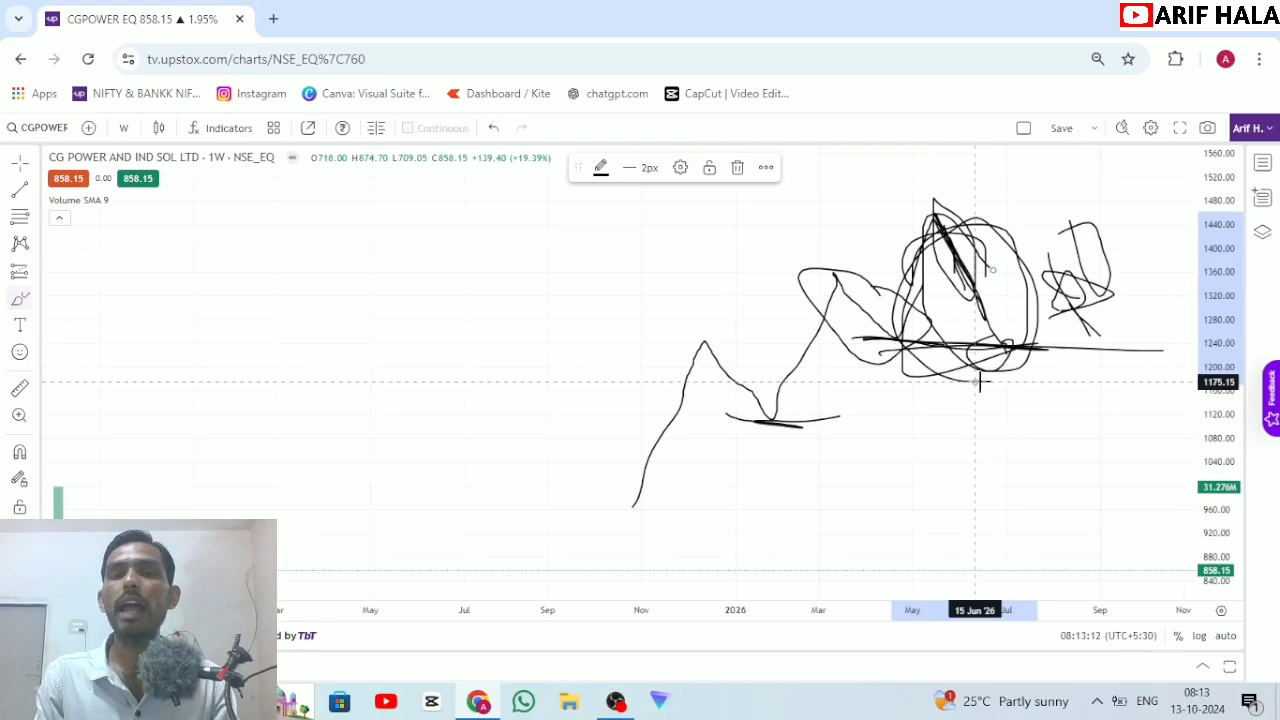 CGPOWER EQ 858.15 ▲ 1.95%
ARIF HALA
tv.upstox.com/charts/NSE_EQ%7C760
A
Apps
NIFTY & BANKK NIF...
Instagram
Canva: Visual Suite f...
Dashboard / Kite
chatgpt.com
CapCut | Video Edit...
CGPOWER
W
Indicators
Continuous
Save
Arif H.
CG POWER AND IND SOL LTD · 1W · NSE_EQ
O718.00 H874.70 L709.05 C858.15 +139.40 (+19.39%)
858.15 0.00 858.15
Volume SMA 9
2px
1560.00
1520.00
1480.00
1440.00
1400.00
1360.00
1320.00
1280.00
1240.00
1200.00
1175.15
1120.00
1080.00
1040.00
31.276M
960.00
920.00
880.00
858.15
840.00
Feedback
May
Jul
Sep
Nov
2026
Mar
May
15 Jun '26
Sep
Nov
TbT
08:13:12 (UTC+5:30)
% log auto
25°C Partly sunny
ENG
08:13
13-10-2024